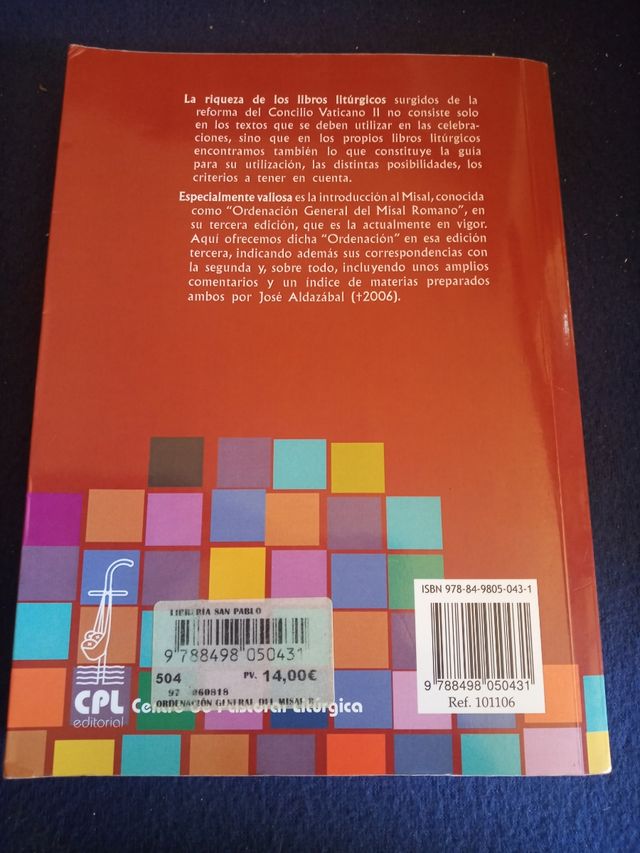 La riqueza de los libros litúrgicos surgidos de la
reforma del Concilio Vaticano II no consiste solo
en los textos que se deben utilizar en las celebra-
ciones, sino que en los propios libros litúrgicos
encontramos también lo que constituye la guía
para su utilización, las distintas posibilidades, los
criterios a tener en cuenta.
Especialmente valiosa es la introducción al Misal, conocida
como “Ordenación General del Misal Romano”, en
su tercera edición, que es la actualmente en vigor.
Aquí ofrecemos dicha “Ordenación” en esa edición
tercera, indicando además sus correspondencias con
la segunda y, sobre todo, incluyendo unos amplios
comentarios y un índice de materias preparados
ambos por José Aldazábal (†2006).
ISBN 978-84-9805-043-1
9 788498 050431
Ref. 101106
LIBRERÍA SAN PABLO
9 788498 050431
504 PV. 14,00€
97 060818
ORDENACIÓN GENERAL DEL MISAL R
CPL
editorial
Centro de Pastoral Litúrgica